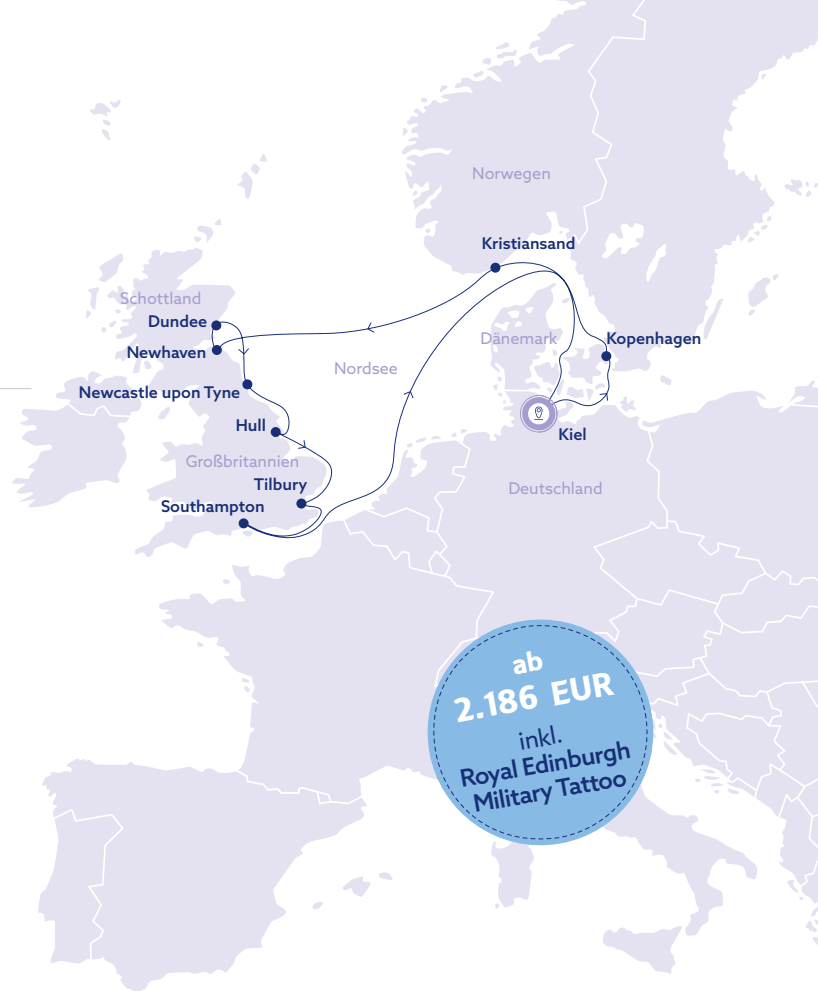 Norwegen
Kristiansand
Schottland
Dundee
Dänemark
Kopenhagen
Newhaven
Nordsee
Newcastle upon Tyne
Hull
Kiel
Großbritannien
Tilbury
Deutschland
Southampton
ab
2.186 EUR
inkl.
Royal Edinburgh
Military Tattoo